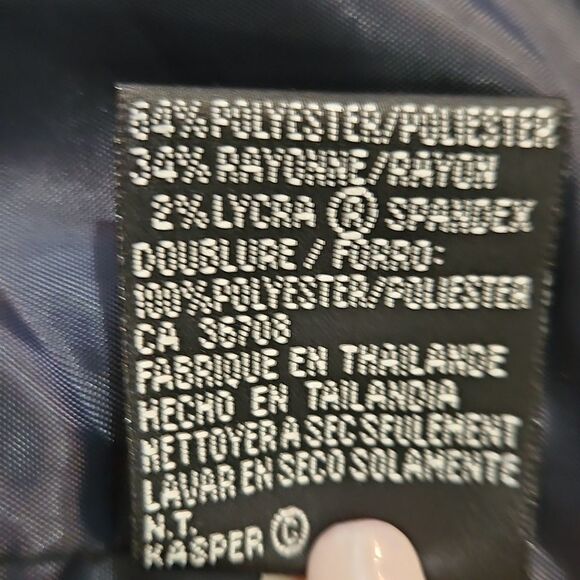 64%POLYESTER/POLIESTER
34% RAYONNE/RAYON
2%LYCRA ® SPANDEX
DOUBLURE / FORRO:
100%POLYESTER/POLIESTER
CA 36708
FABRIQUE EN THAILANDE
HECHO EN TAILANDIA
NETTOYER A SEC SEULEMENT
LAVAR EN SECO SOLAMENTE
N.T.
KASPER ©